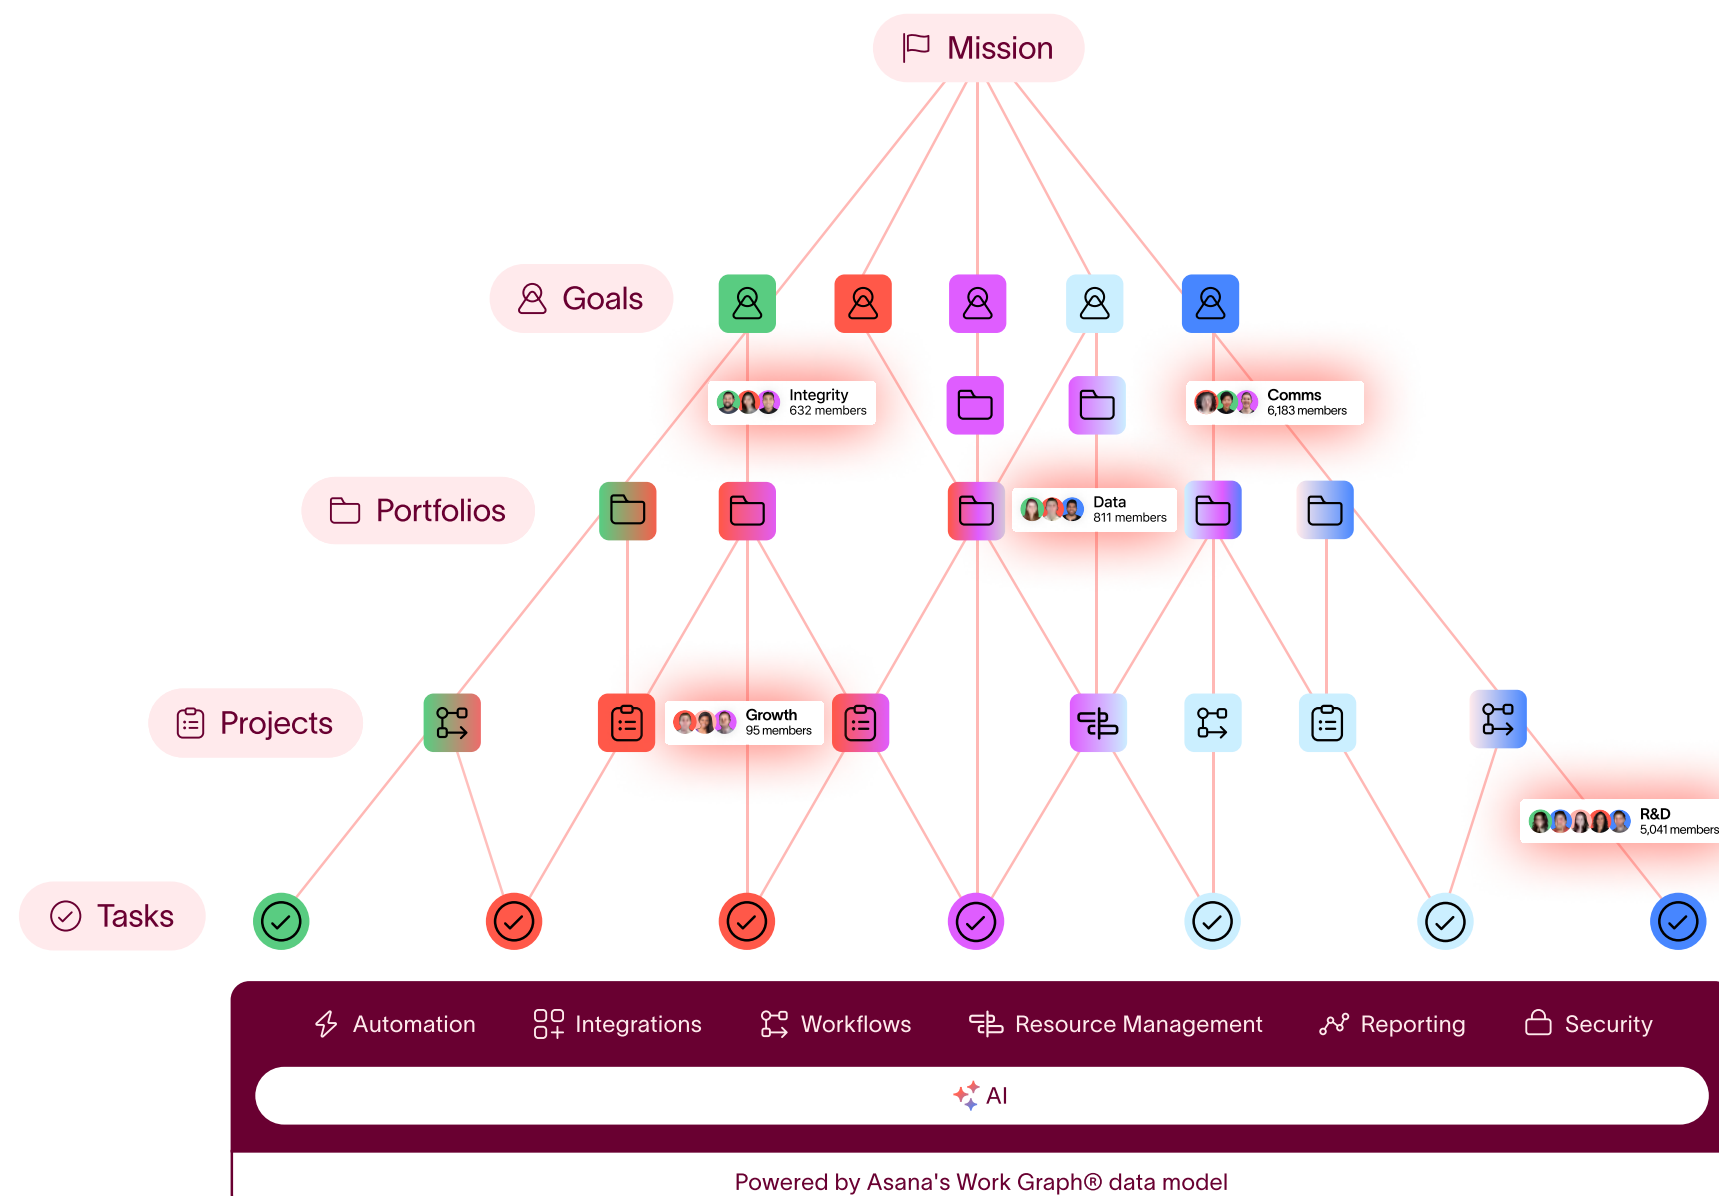 Mission
Goals
Integrity
632 members
Comms
6,183 members
Portfolios
Data
811 members
Projects
Growth
95 members
R&D
5,041 members
Tasks
Automation
Integrations
Workflows
Resource Management
Reporting
Security
AI
Powered by Asana's Work Graph® data model